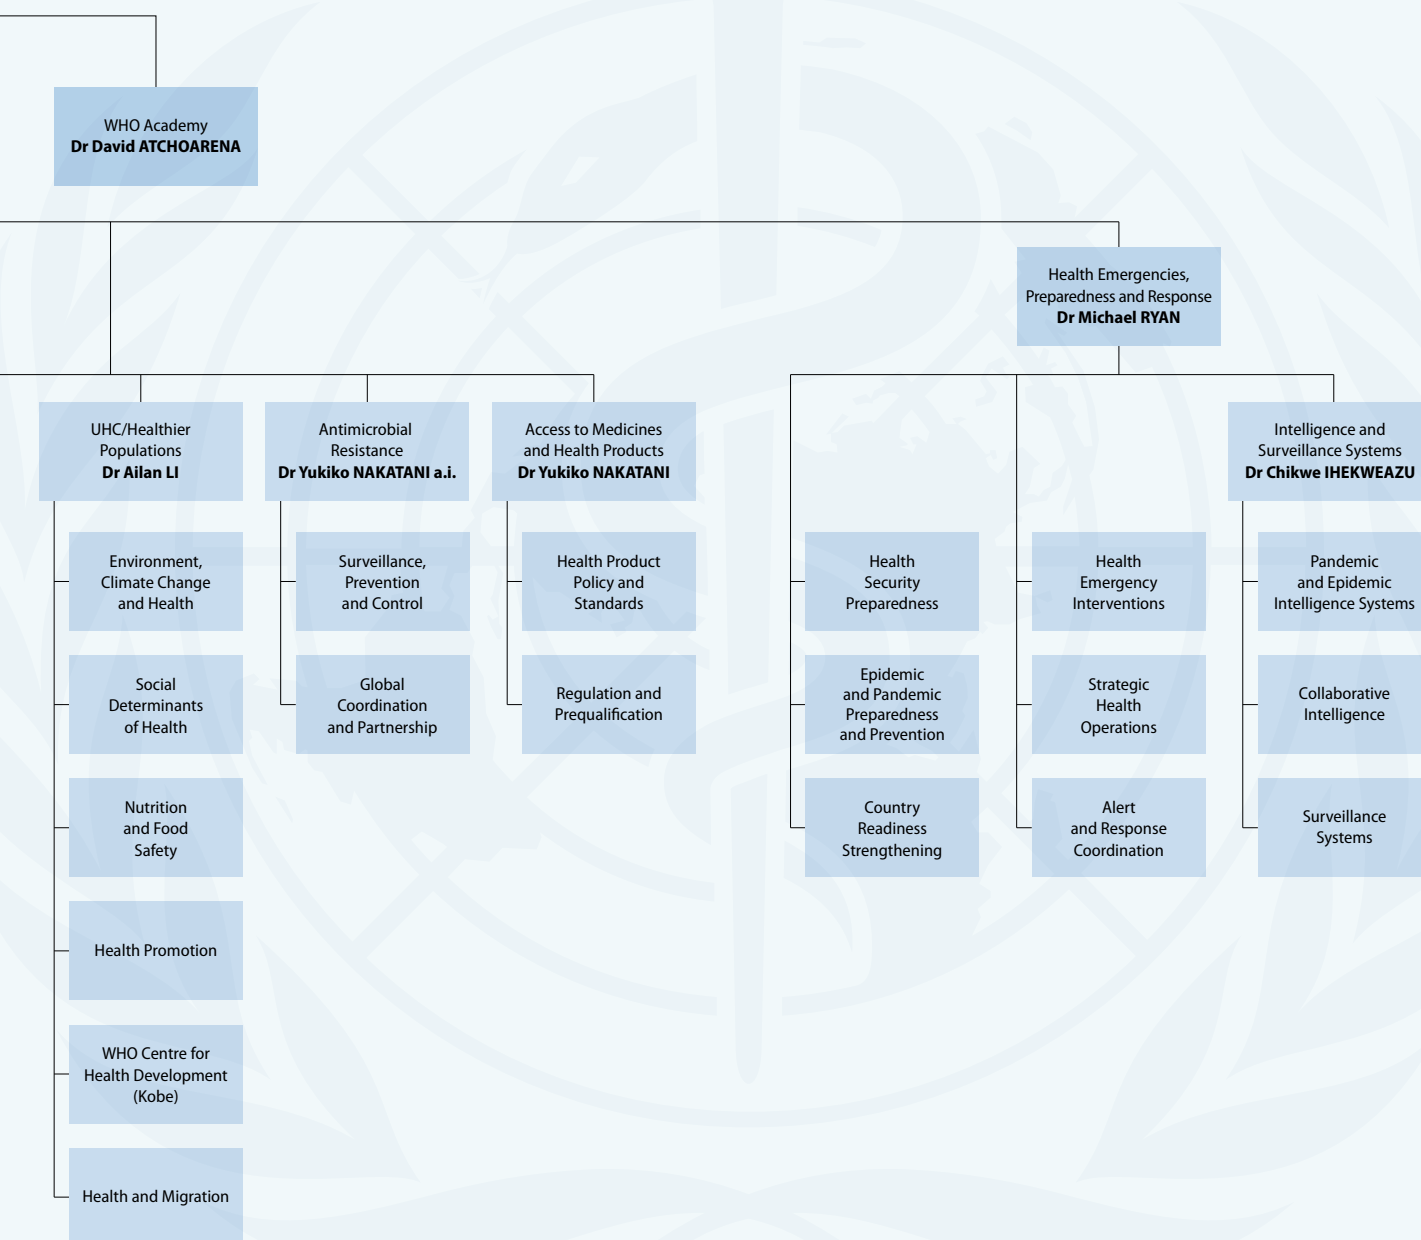 WHO Academy
Dr David ATCHOARENA
Health Emergencies,
Preparedness and Response
Dr Michael RYAN
UHC/Healthier
Populations
Dr Ailan LI
Antimicrobial
Resistance
Dr Yukiko NAKATANI a.i.
Access to Medicines
and Health Products
Dr Yukiko NAKATANI
Intelligence and
Surveillance Systems
Dr Chikwe IHEKWEAZU
Environment,
Climate Change
and Health
Social
Determinants
of Health
Nutrition
and Food
Safety
Health Promotion
WHO Centre for
Health Development
(Kobe)
Health and Migration
Surveillance,
Prevention
and Control
Global
Coordination
and Partnership
Health Product
Policy and
Standards
Regulation and
Prequalification
Health
Security
Preparedness
Epidemic
and Pandemic
Preparedness
and Prevention
Country
Readiness
Strengthening
Health
Emergency
Interventions
Strategic
Health
Operations
Alert
and Response
Coordination
Pandemic
and Epidemic
Intelligence Systems
Collaborative
Intelligence
Surveillance
Systems